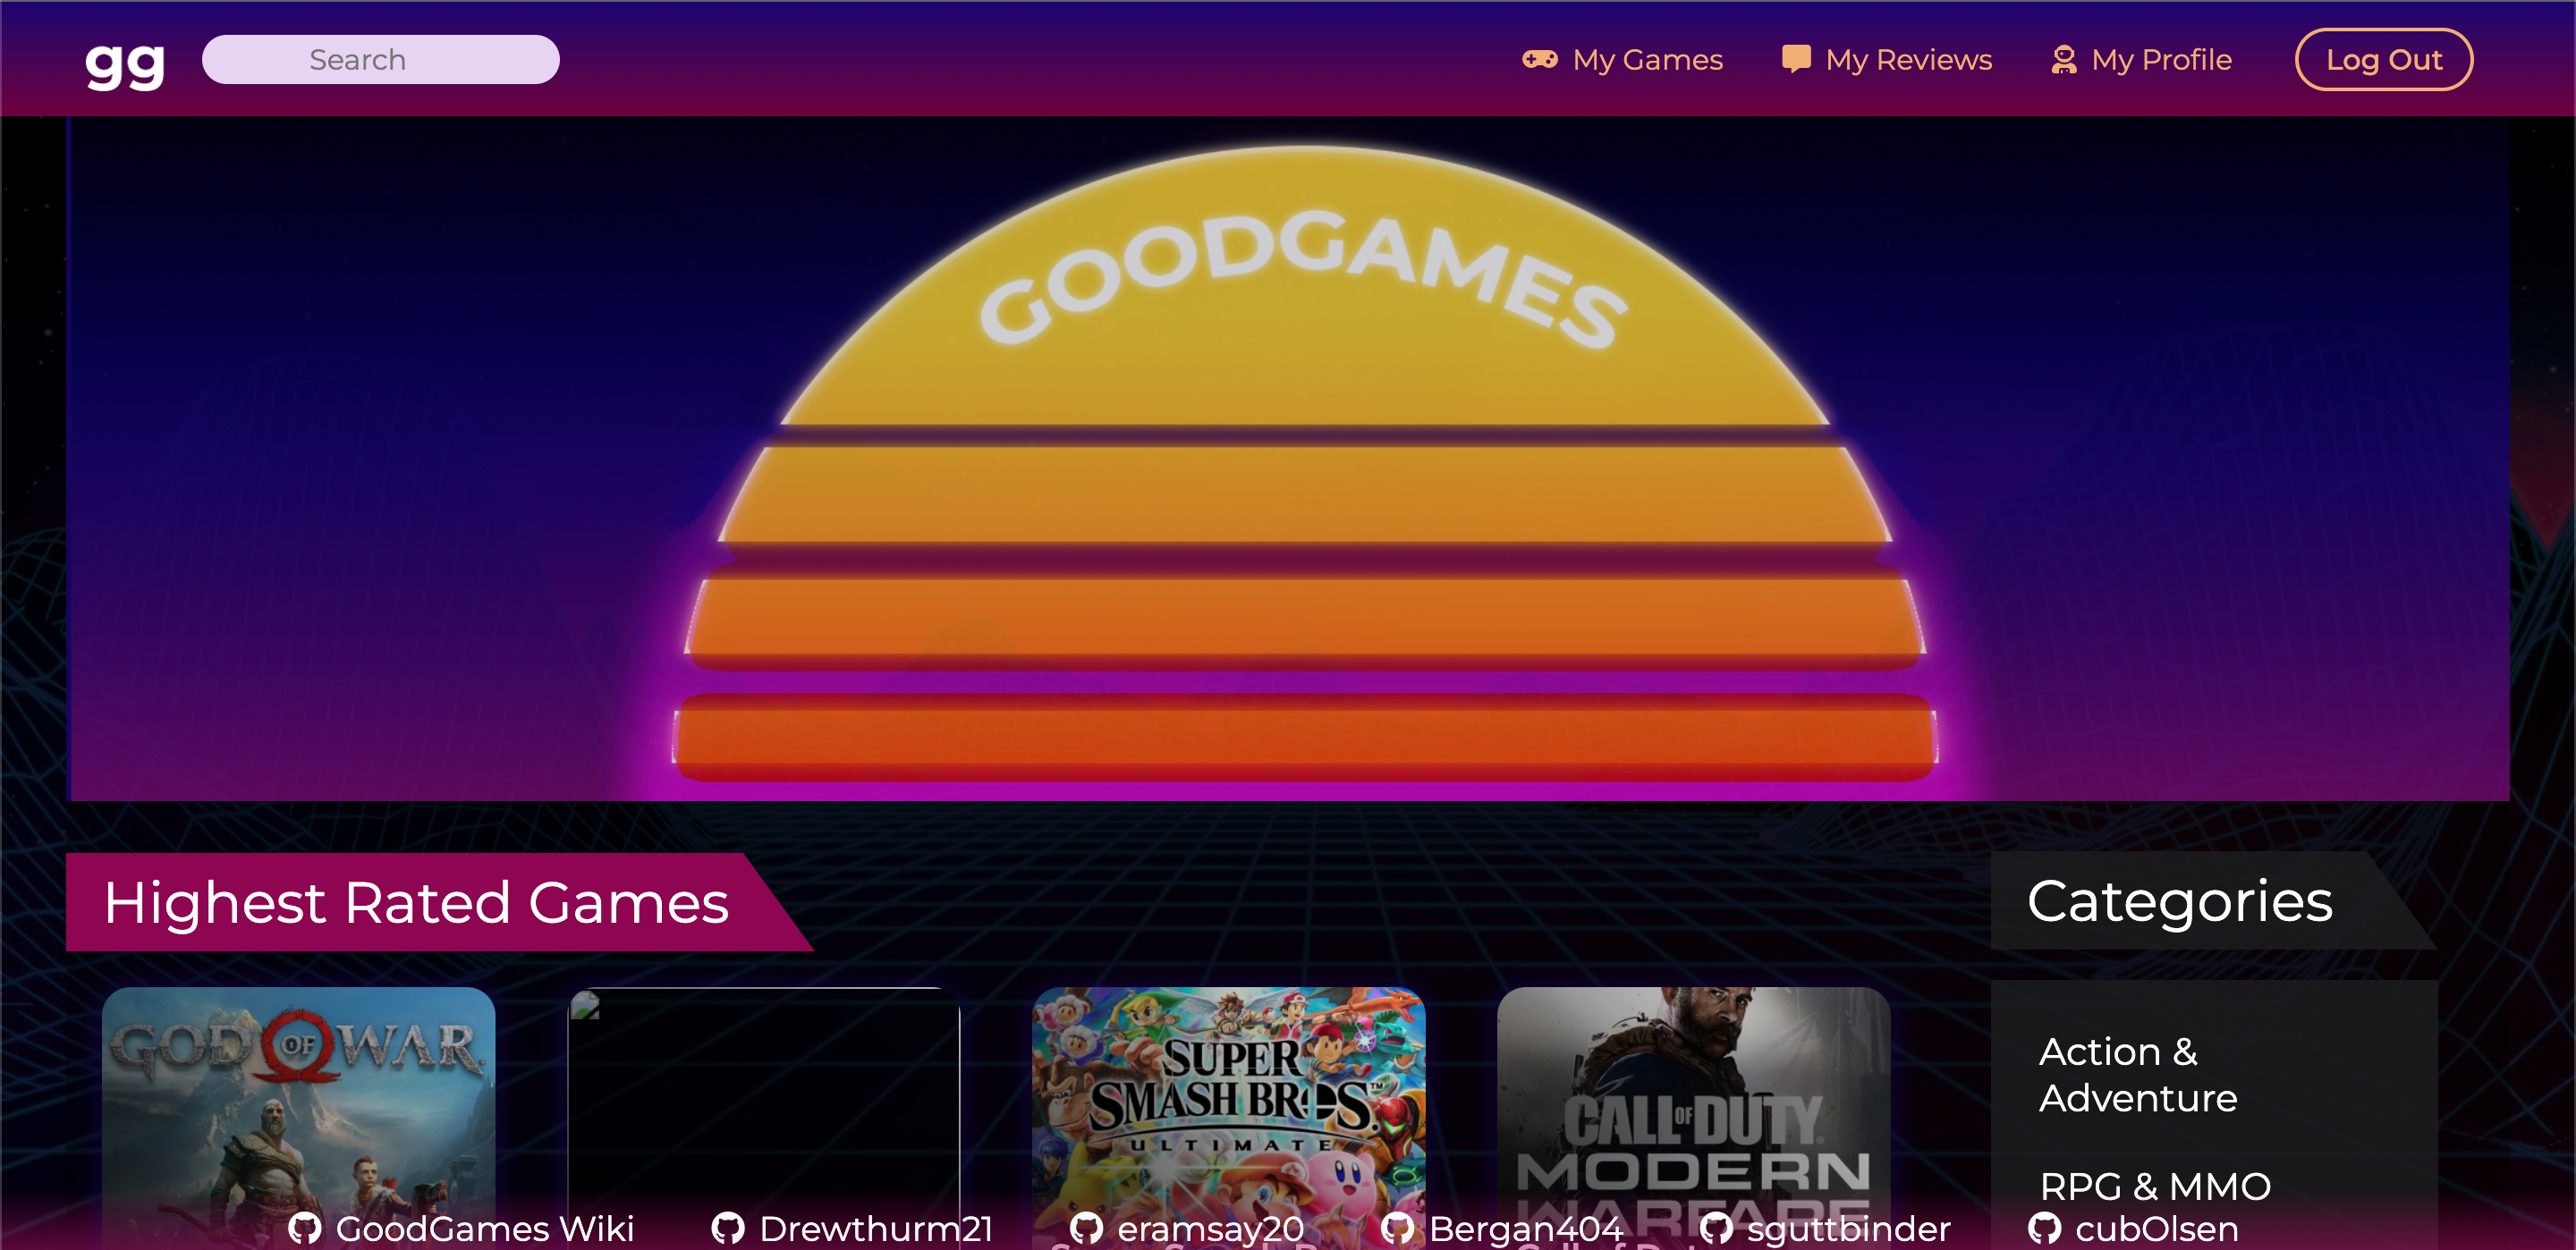 gg
Search
My Games
My Reviews
My Profile
Log Out
GOODGAMES
Highest Rated Games
Categories
GOD OF WAR
SUPER
SMASH BROS.™
ULTIMATE
CALL OF DUTY
MODERN
WARFARE
Action &
Adventure
RPG & MMO
GoodGames Wiki
Drewthurm21
eramsay20
Bergan404
sguttbinder
cubOlsen